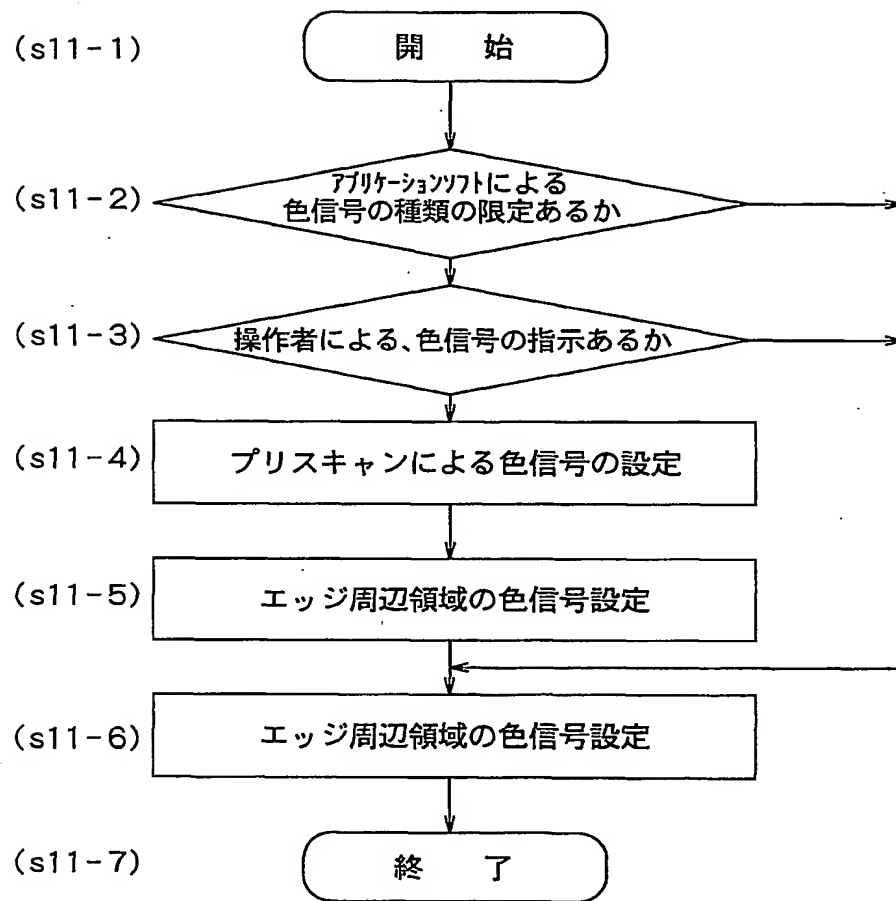 (s11-1)
開 始
(s11-2)
アプリケーションソフトによる
色信号の種類の限定あるか
(s11-3)
操作者による、色信号の指示あるか
(s11-4)
プリスキャンによる色信号の設定
(s11-5)
エッジ周辺領域の色信号設定
(s11-6)
エッジ周辺領域の色信号設定
(s11-7)
終 了